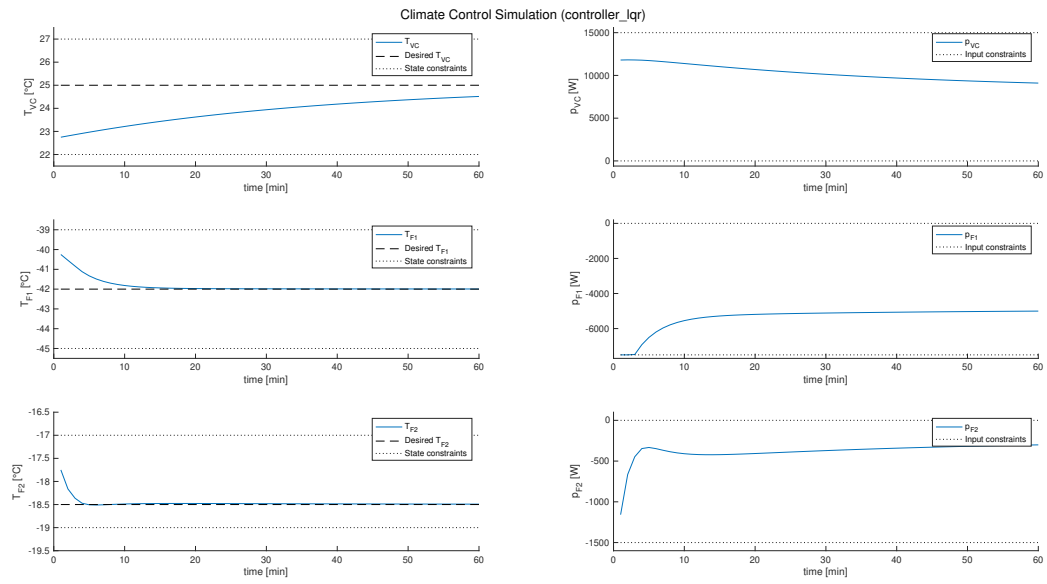 Climate Control Simulation (controller_lqr)
T_VC [°C]
27
26
25
24
23
22
0 10 20 30 40 50 60
time [min]
T_VC
Desired T_VC
State constraints
p_VC [W]
15000
10000
5000
0
0 10 20 30 40 50 60
time [min]
p_VC
Input constraints
T_F1 [°C]
-39
-40
-41
-42
-43
-44
-45
0 10 20 30 40 50 60
time [min]
T_F1
Desired T_F1
State constraints
p_F1 [W]
0
-2000
-4000
-6000
0 10 20 30 40 50 60
time [min]
p_F1
Input constraints
T_F2 [°C]
-16.5
-17
-17.5
-18
-18.5
-19
-19.5
0 10 20 30 40 50 60
time [min]
T_F2
Desired T_F2
State constraints
p_F2 [W]
0
-500
-1000
-1500
0 10 20 30 40 50 60
time [min]
p_F2
Input constraints